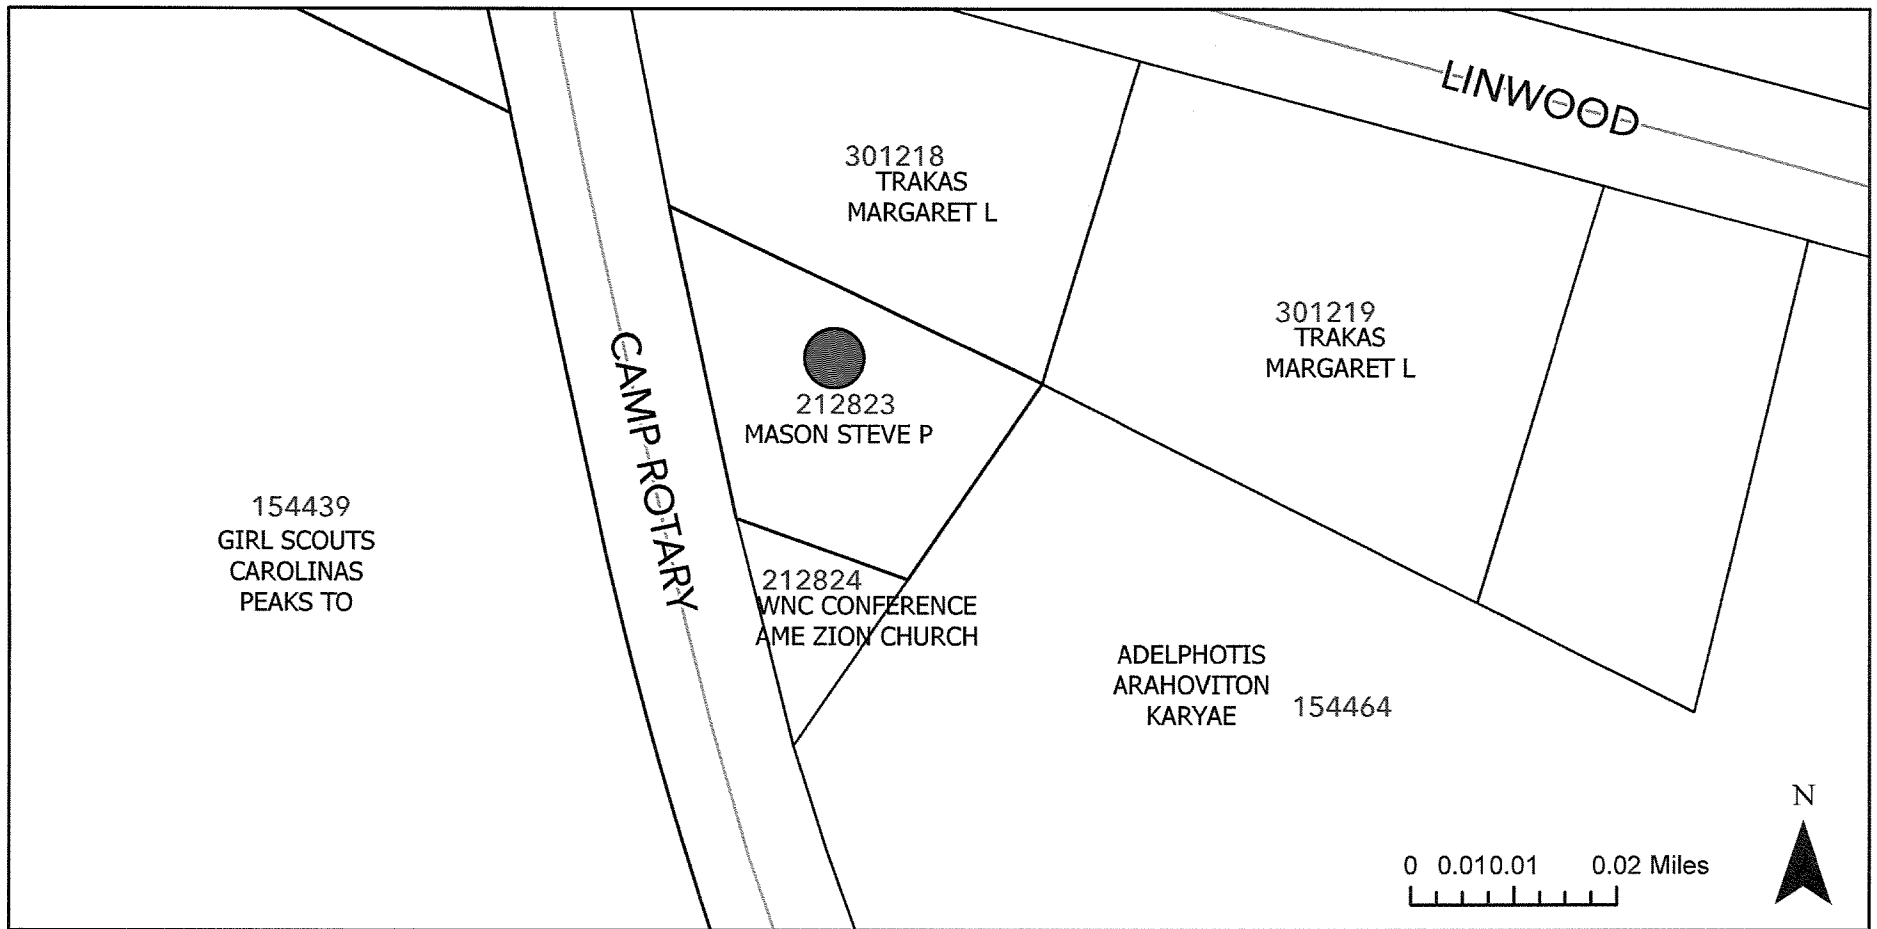 LINWOOD
301218
TRAKAS
MARGARET L
301219
TRAKAS
MARGARET L
CAMP ROTARY
212823
MASON STEVE P
154439
GIRL SCOUTS
CAROLINAS
PEAKS TO
212824
WNC CONFERENCE
AME ZION CHURCH
ADELPHOTIS
ARAHOVITON
KARYAE
154464
N
0 0.010.01 0.02 Miles